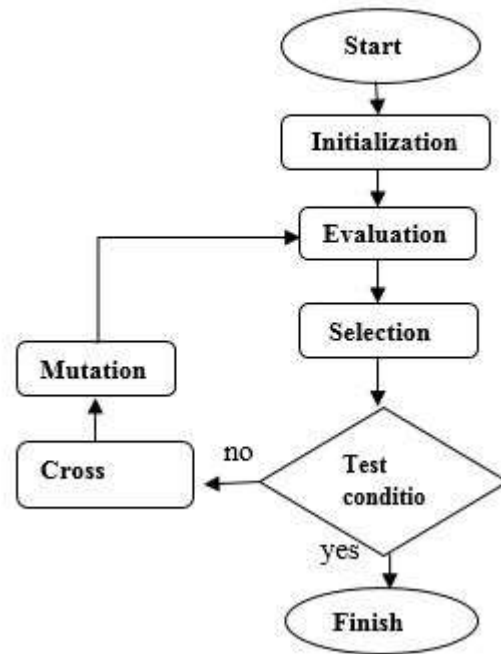 Start
Initialization
Evaluation
Selection
Mutation
Cross
no
Test
conditio
yes
Finish